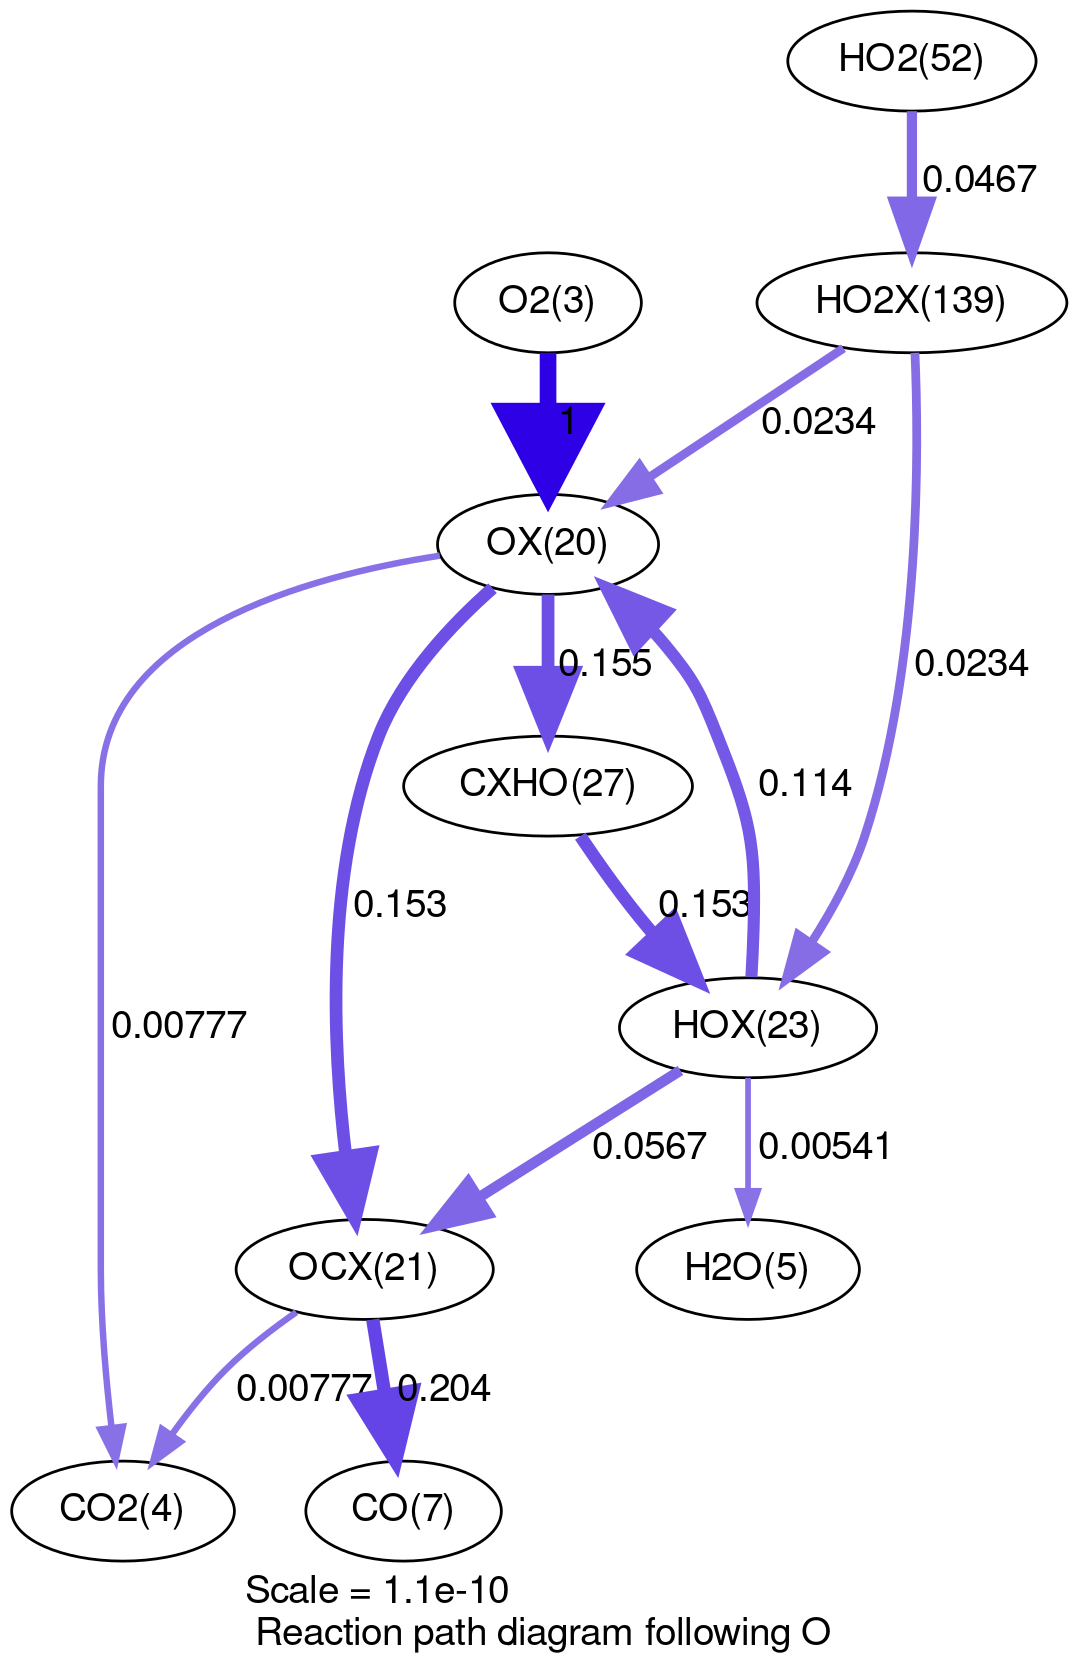 HO2(52)
0.0467
O2(3)
HO2X(139)
1
0.0234
OX(20)
0.155
0.0234
CXHO(27)
0.114
0.153
0.153
0.00777
HOX(23)
0.0567
0.00541
OCX(21)
H2O(5)
0.00777
0.204
CO2(4)
CO(7)
Scale = 1.1e-10
Reaction path diagram following O